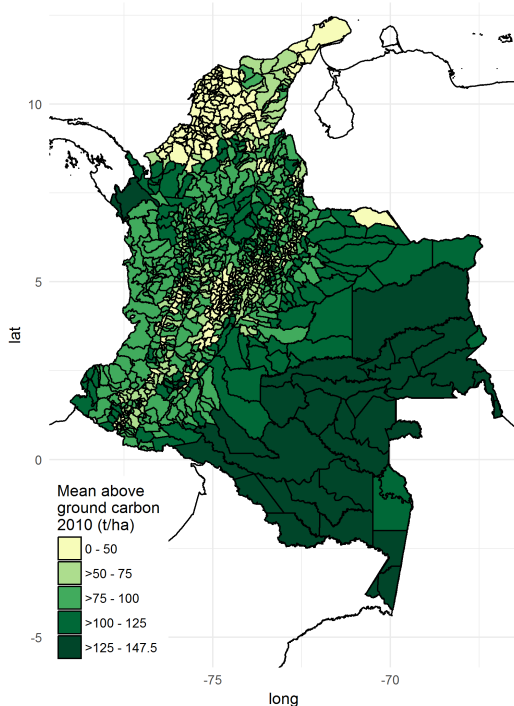 10
5
0
-5
lat
Mean above
ground carbon
2010 (t/ha)
0 - 50
>50 - 75
>75 - 100
>100 - 125
>125 - 147.5
-75
-70
long